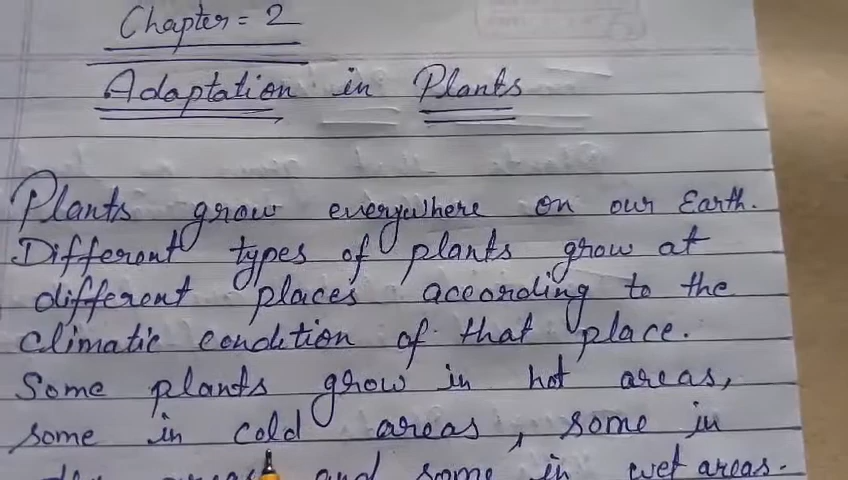 Chapter = 2
Adaptation in Plants
Plants grow everywhere on our Earth.
Different types of plants grow at
different places according to the
climatic condition of that place.
Some plants grow in hot areas,
some in cold areas, some in
dry areas and some in wet areas.